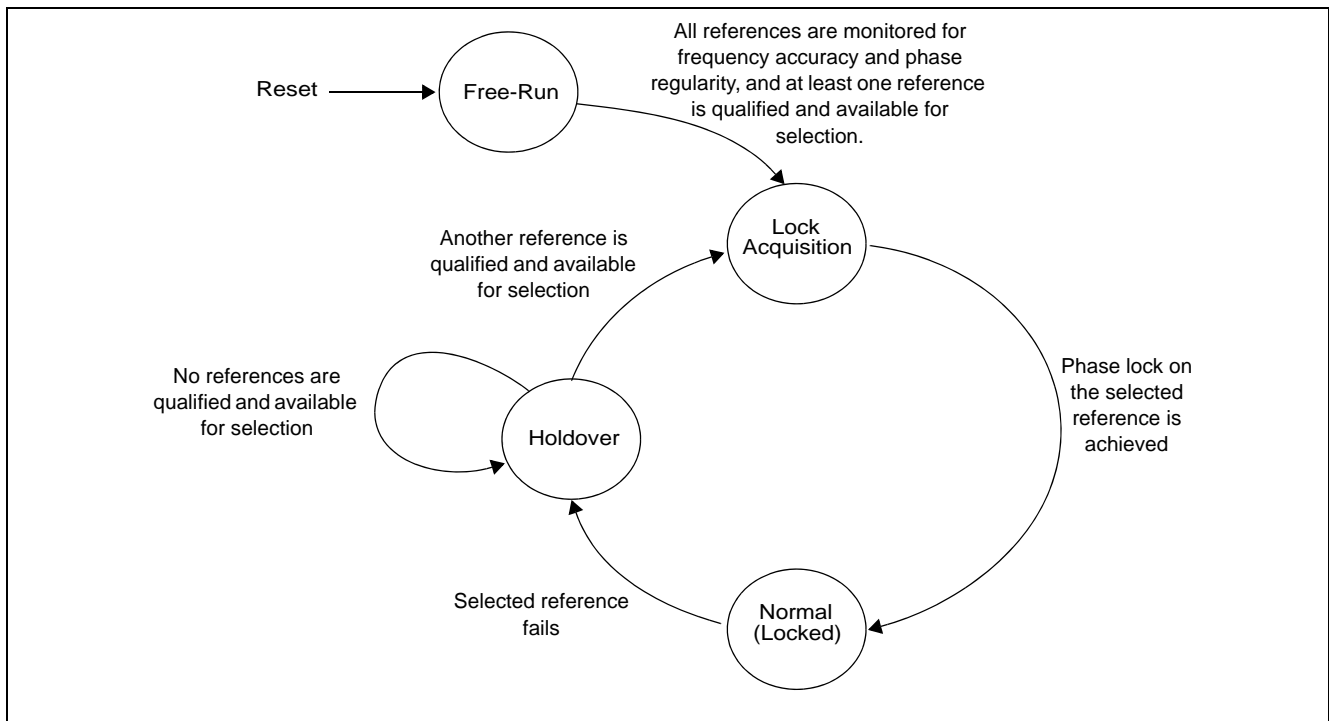 All references are monitored for
frequency accuracy and phase
regularity, and at least one reference
is qualified and available for
selection.
Reset
Free-Run
Lock
Acquisition
Another reference is
qualified and available
for selection
Phase lock on
the selected
reference is
achieved
No references are
qualified and available
for selection
Holdover
Selected reference
fails
Normal
(Locked)